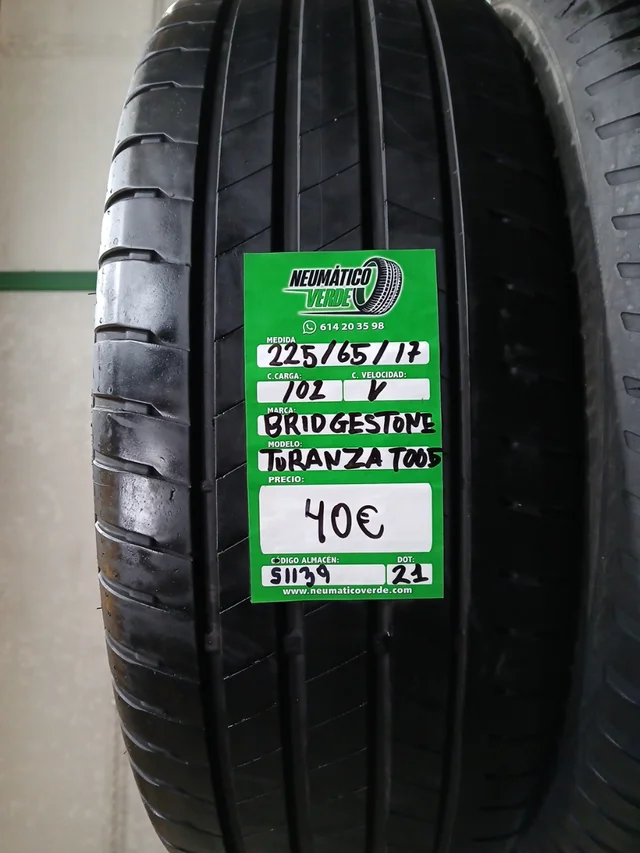 NEUMÁTICO
VERDE
614 20 35 98
MEDIDA
225/65/17
C.CARGA: C. VELOCIDAD:
102 V
MARCA:
BRIDGESTONE
MODELO:
TURANZA T005
PRECIO:
40€
CÓDIGO ALMACÉN: DOT:
S1139 21
www.neumaticoverde.com